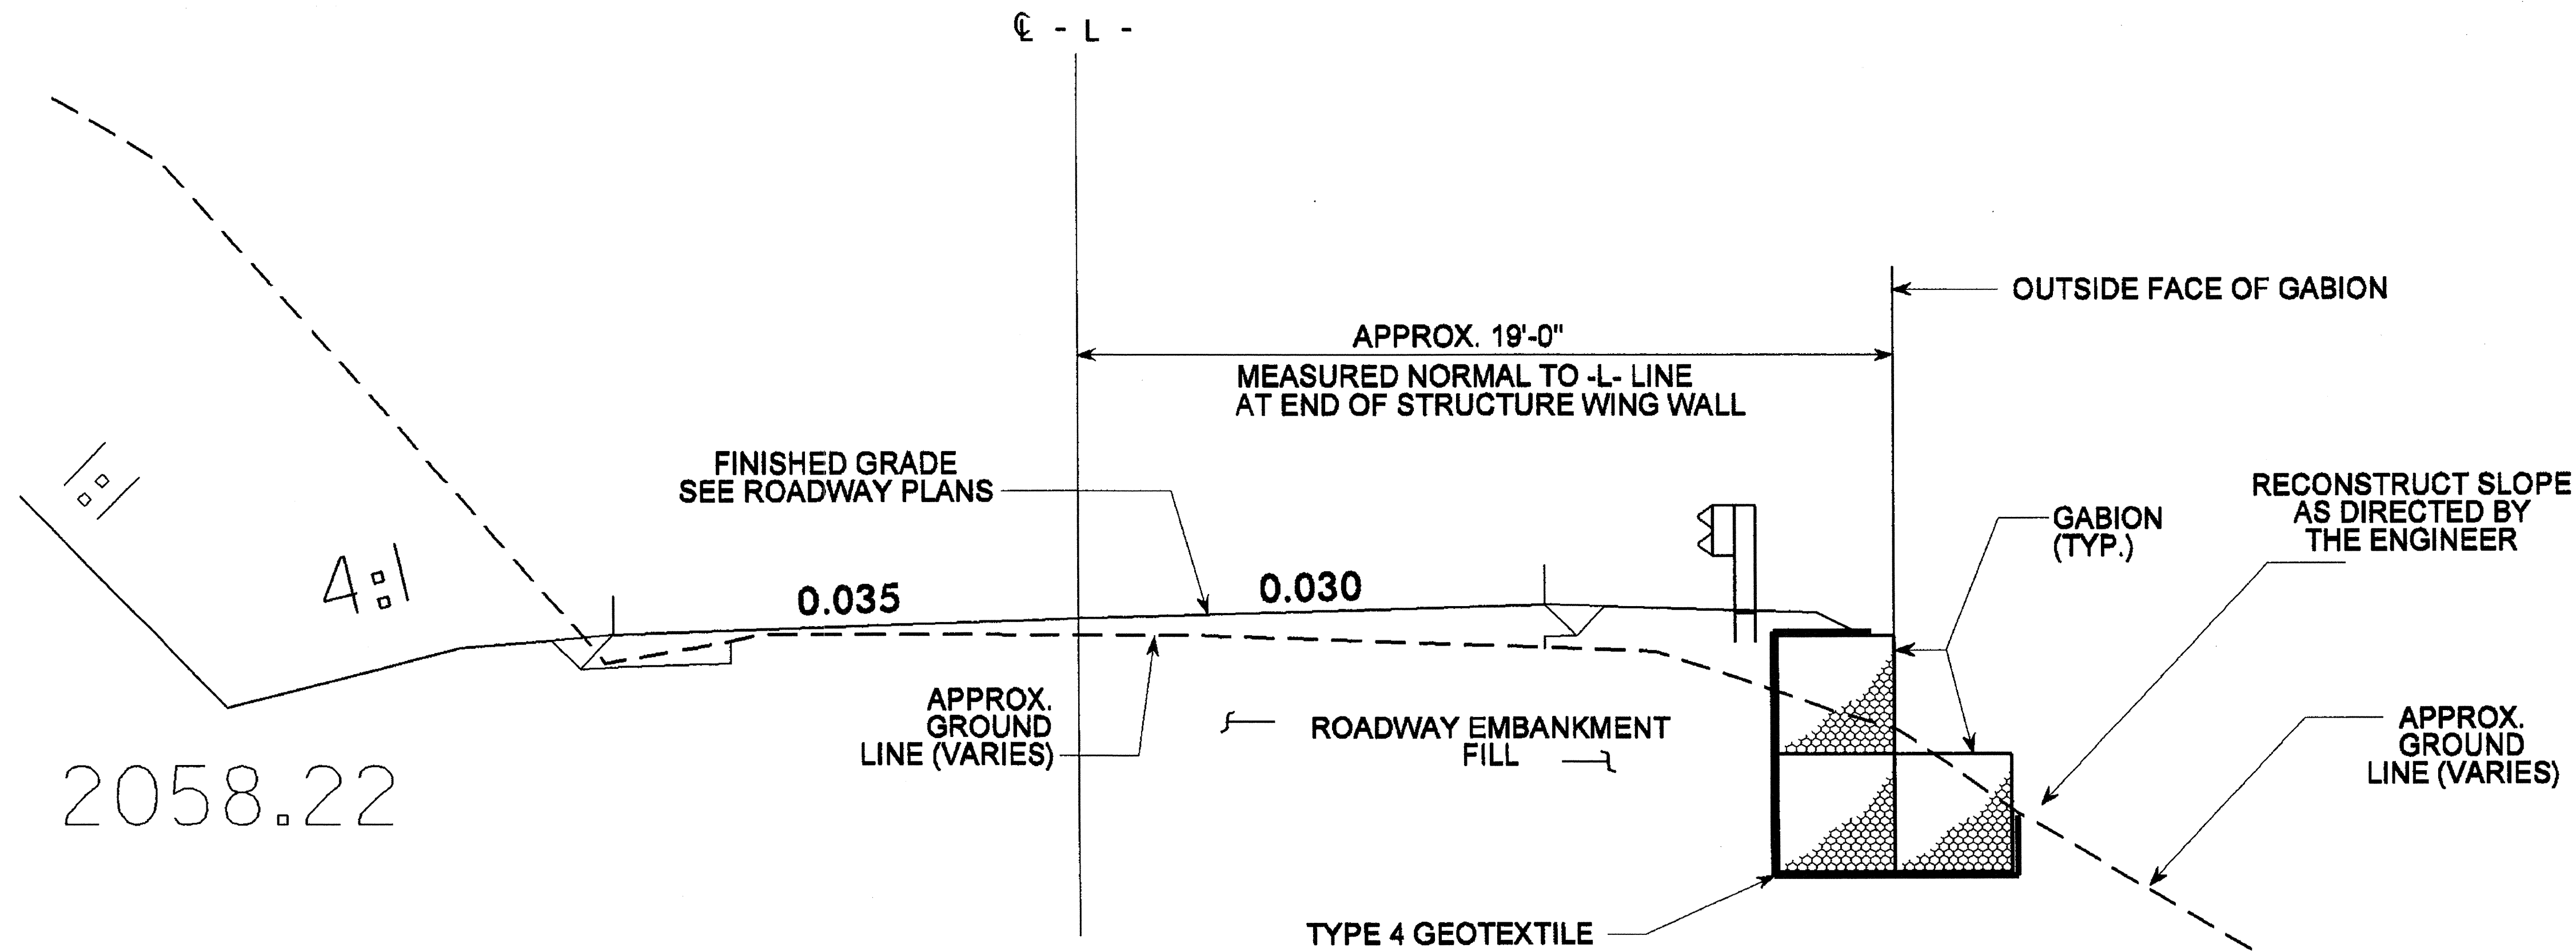 ℄ - L -
OUTSIDE FACE OF GABION
APPROX. 19'-0"
MEASURED NORMAL TO -L- LINE
AT END OF STRUCTURE WING WALL
FINISHED GRADE
SEE ROADWAY PLANS
RECONSTRUCT SLOPE
AS DIRECTED BY
THE ENGINEER
GABION
(TYP.)
1:1
4:1
0.035
0.030
APPROX.
GROUND
LINE (VARIES)
ROADWAY EMBANKMENT
FILL
APPROX.
GROUND
LINE (VARIES)
2058.22
TYPE 4 GEOTEXTILE